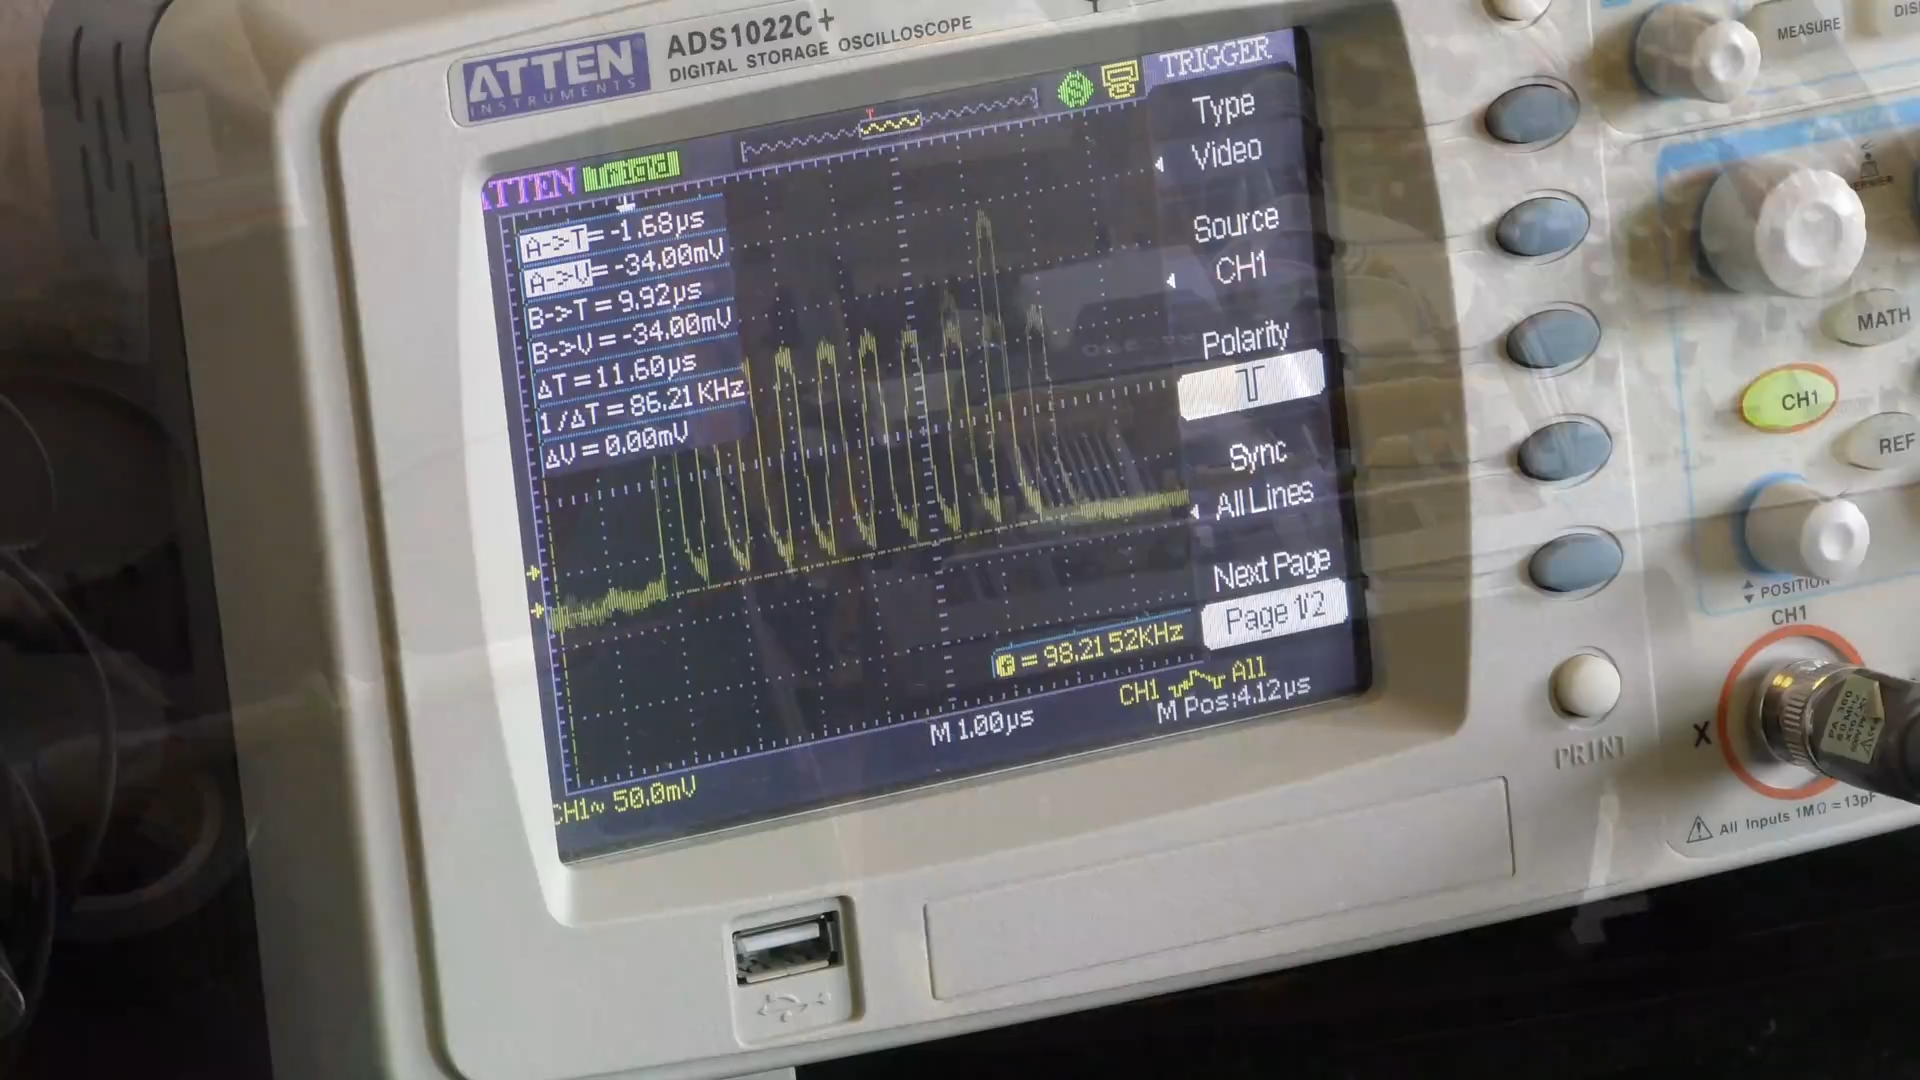 ATTEN
INSTRUMENTS
ADS1022C+
DIGITAL STORAGE OSCILLOSCOPE
TTEN
TRIGGER
Type
Video
Source
CH1
Polarity
Sync
All Lines
Next Page
Page 1/2
A->T= -1.68µs
A->V= -34.00mV
B->T = 9.92µs
B->V = -34.00mV
ΔT = 11.60µs
1/ΔT = 86.21KHz
ΔV = 0.00mV
= 98.2152KHz
CH1 All
M 1.00µs
M Pos:4.12µs
CH1~ 50.0mV
MEASURE
MATH
CH1
REF
POSITION
CH1
PRINT
X
All Inputs 1MΩ=13pF